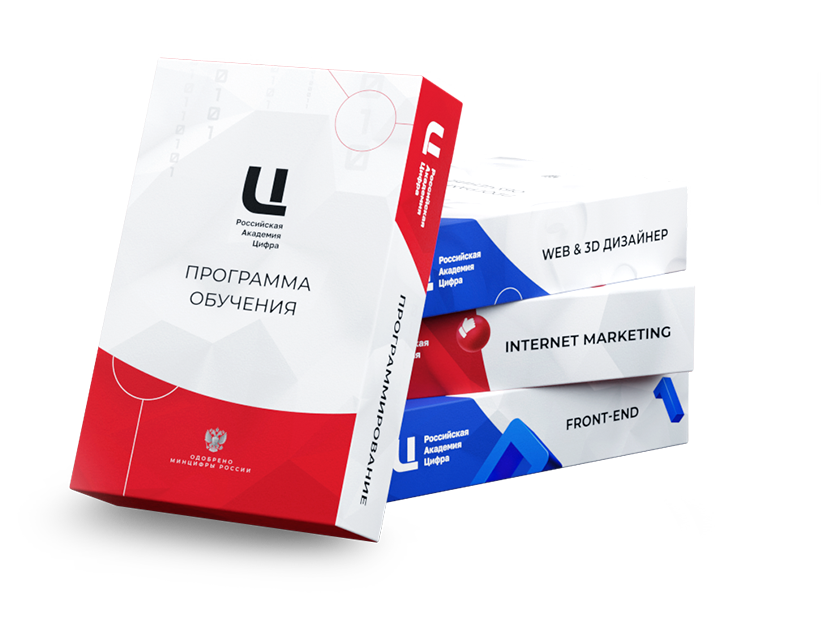 Российская
Академия
Цифра
ПРОГРАММА
ОБУЧЕНИЯ
ОДОБРЕНО
МИНЦИФРЫ РОССИИ
Российская
Академия
Цифра
ПРОГРАММИРОВАНИЕ
Российская
Академия
Цифра
WEB & 3D ДИЗАЙНЕР
INTERNET MARKETING
Российская
Академия
Цифра
FRONT-END